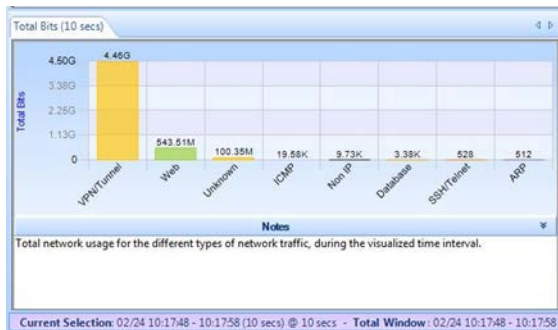 Total Bits (10 secs)
4.50G
3.38G
2.25G
1.13G
0
Total Bits
4.46G
543.51M
100.35M
19.58K
9.73K
3.38K
528
512
VPN/Tunnel
Web
Unknown
ICMP
Non IP
Database
SSH/Telnet
ARP
Notes
Total network usage for the different types of network traffic, during the visualized time interval.
Current Selection: 02/24 10:17:48 - 10:17:58 (10 secs) @ 10 secs - Total Window: 02/24 10:17:48 - 10:17:58